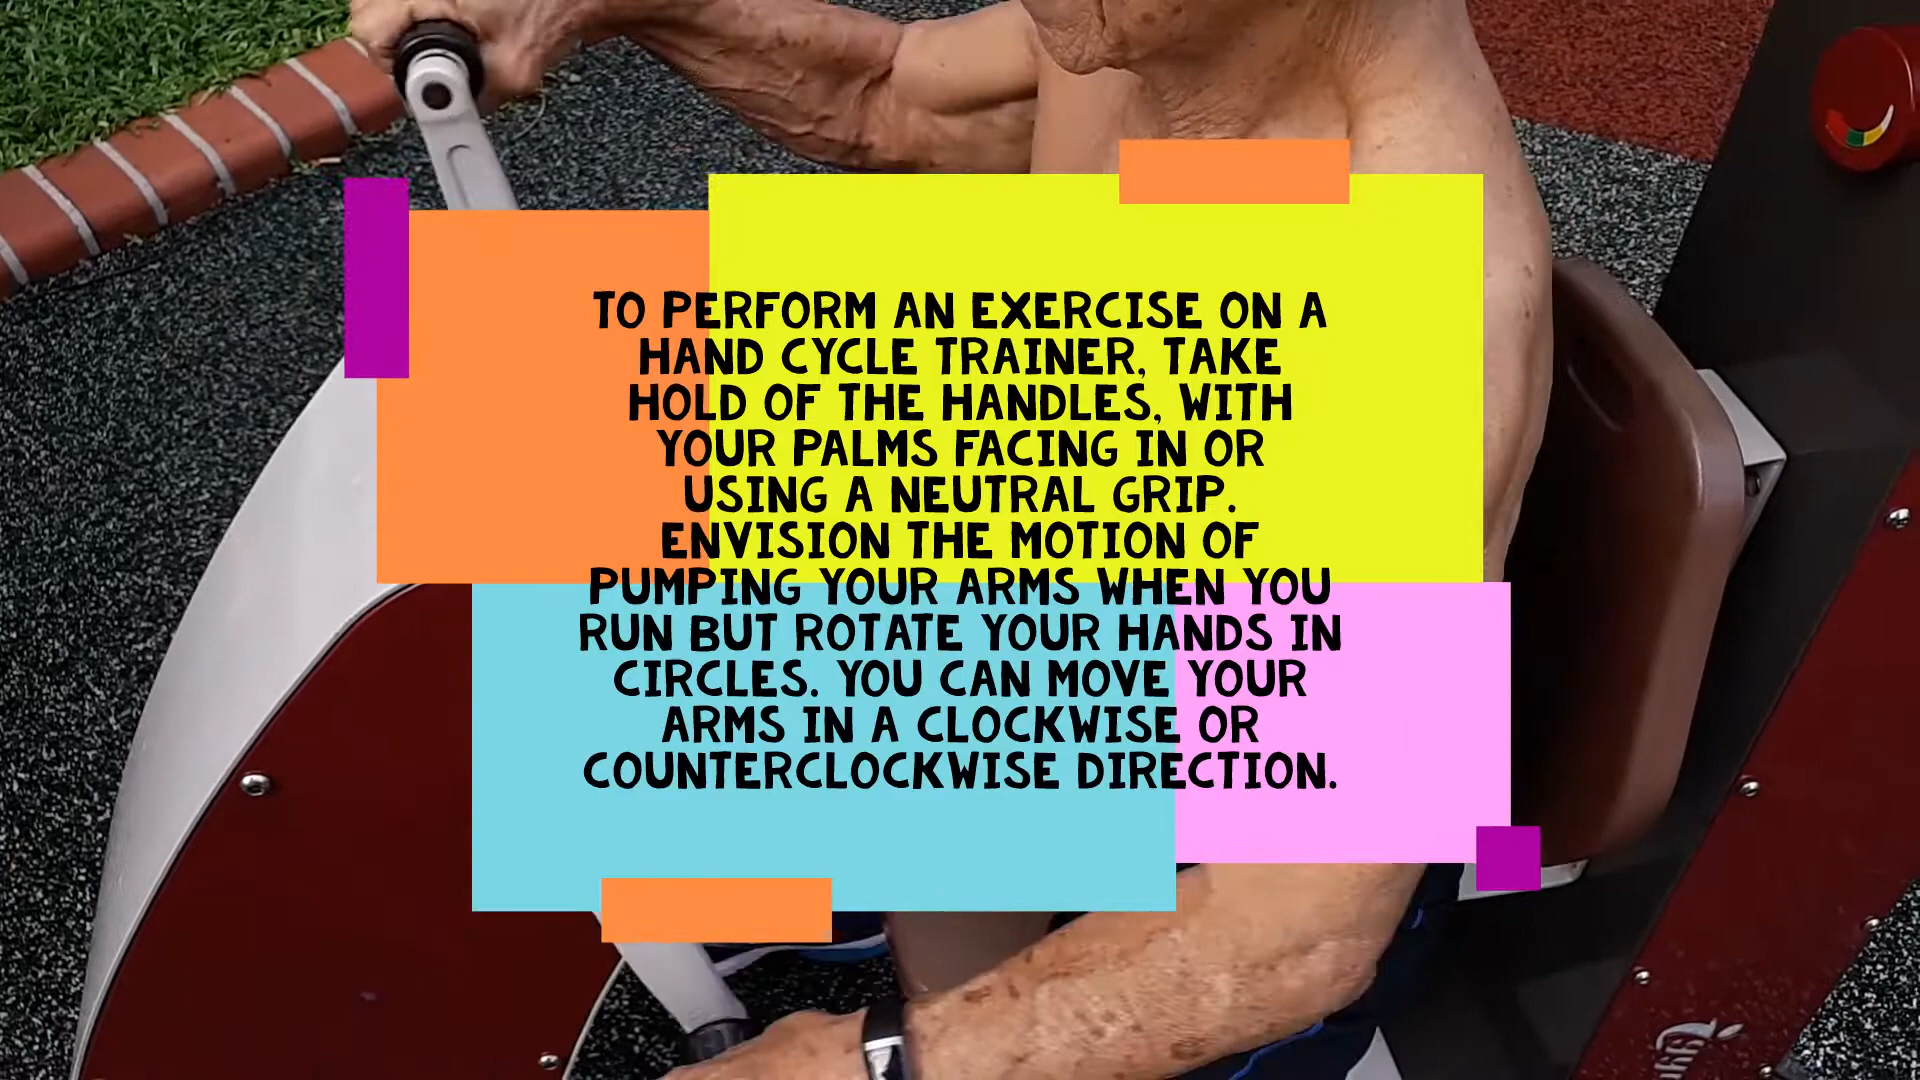 TO PERFORM AN EXERCISE ON A
HAND CYCLE TRAINER, TAKE
HOLD OF THE HANDLES, WITH
YOUR PALMS FACING IN OR
USING A NEUTRAL GRIP.
ENVISION THE MOTION OF
PUMPING YOUR ARMS WHEN YOU
RUN BUT ROTATE YOUR HANDS IN
CIRCLES. YOU CAN MOVE YOUR
ARMS IN A CLOCKWISE OR
COUNTERCLOCKWISE DIRECTION.